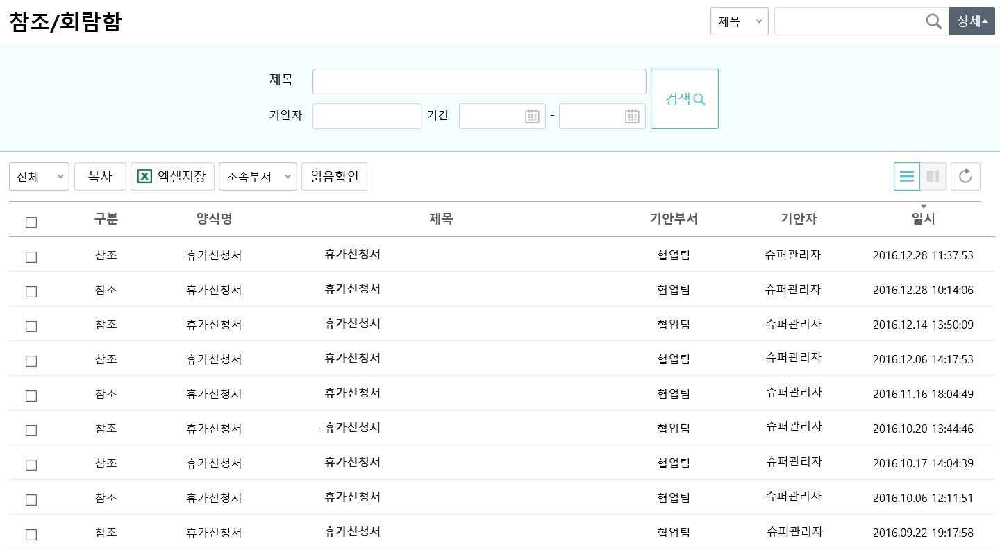 참조/회람함 제목 상세
제목
검색
기안자 기간 -
전체 복사 엑셀저장 소속부서 읽음확인
구분 양식명 제목 기안부서 기안자 일시
참조 휴가신청서 휴가신청서 협업팀 슈퍼관리자 2016.12.28 11:37:53
참조 휴가신청서 휴가신청서 협업팀 슈퍼관리자 2016.12.28 10:14:06
참조 휴가신청서 휴가신청서 협업팀 슈퍼관리자 2016.12.14 13:50:09
참조 휴가신청서 휴가신청서 협업팀 슈퍼관리자 2016.12.06 14:17:53
참조 휴가신청서 휴가신청서 협업팀 슈퍼관리자 2016.11.16 18:04:49
참조 휴가신청서 휴가신청서 협업팀 슈퍼관리자 2016.10.20 13:44:46
참조 휴가신청서 휴가신청서 협업팀 슈퍼관리자 2016.10.17 14:04:39
참조 휴가신청서 휴가신청서 협업팀 슈퍼관리자 2016.10.06 12:11:51
참조 휴가신청서 휴가신청서 협업팀 슈퍼관리자 2016.09.22 19:17:58